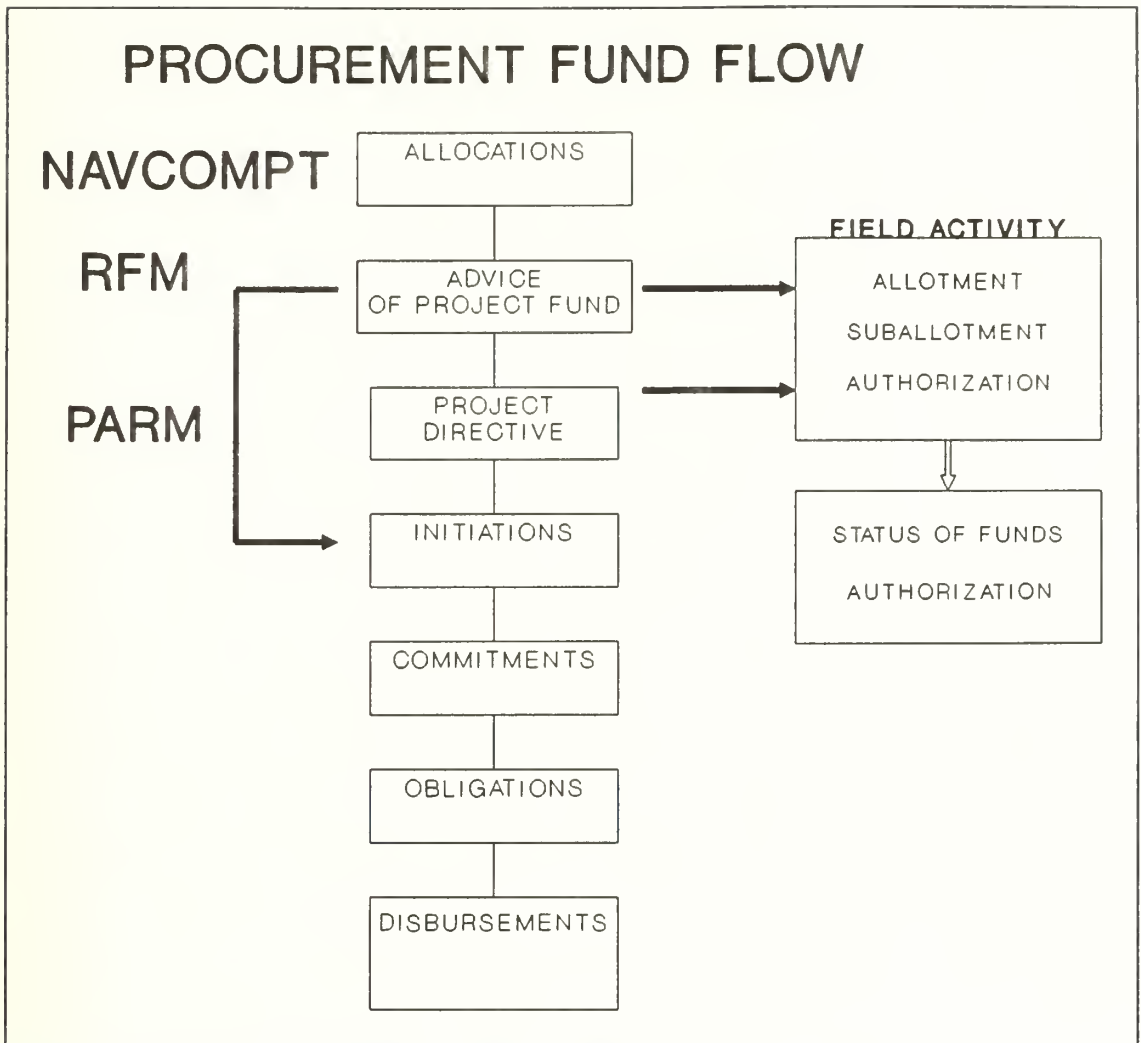 PROCUREMENT FUND FLOW
NAVCOMPT
ALLOCATIONS
RFM
ADVICE
OF PROJECT FUND
PARM
PROJECT
DIRECTIVE
INITIATIONS
COMMITMENTS
OBLIGATIONS
DISBURSEMENTS
FIELD ACTIVITY
ALLOTMENT
SUBALLOTMENT
AUTHORIZATION
STATUS OF FUNDS
AUTHORIZATION